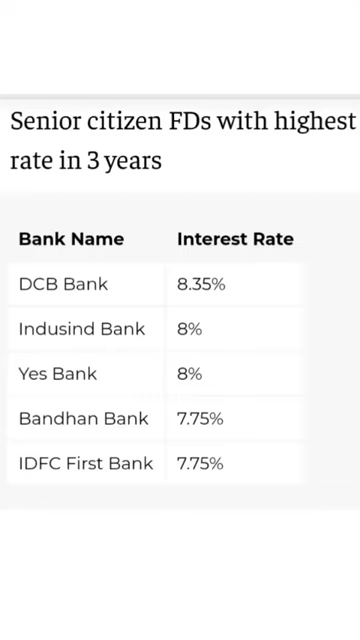 Senior citizen FDs with highest
rate in 3 years
Bank Name Interest Rate
DCB Bank 8.35%
Indusind Bank 8%
Yes Bank 8%
Bandhan Bank 7.75%
IDFC First Bank 7.75%